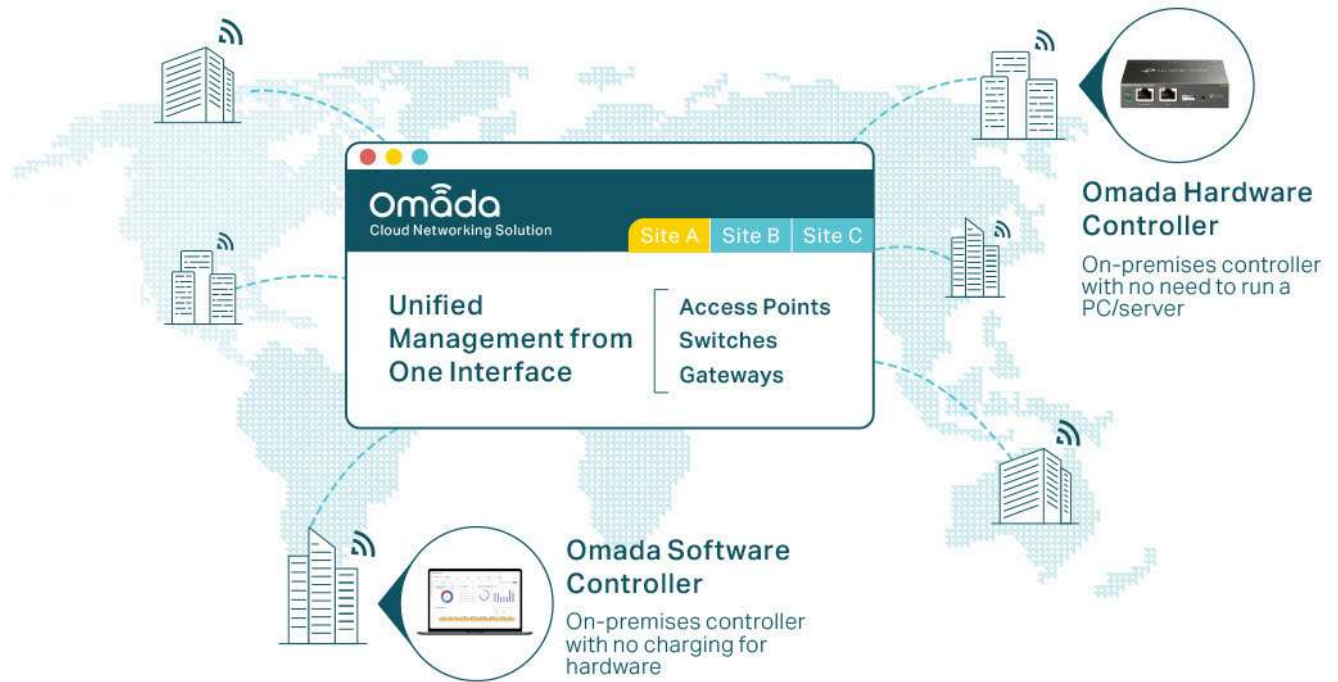 Omada
Cloud Networking Solution
Site A
Site B
Site C
Unified
Management from
One Interface
Access Points
Switches
Gateways
Omada Hardware
Controller
On-premises controller
with no need to run a
PC/server
Omada Software
Controller
On-premises controller
with no charging for
hardware